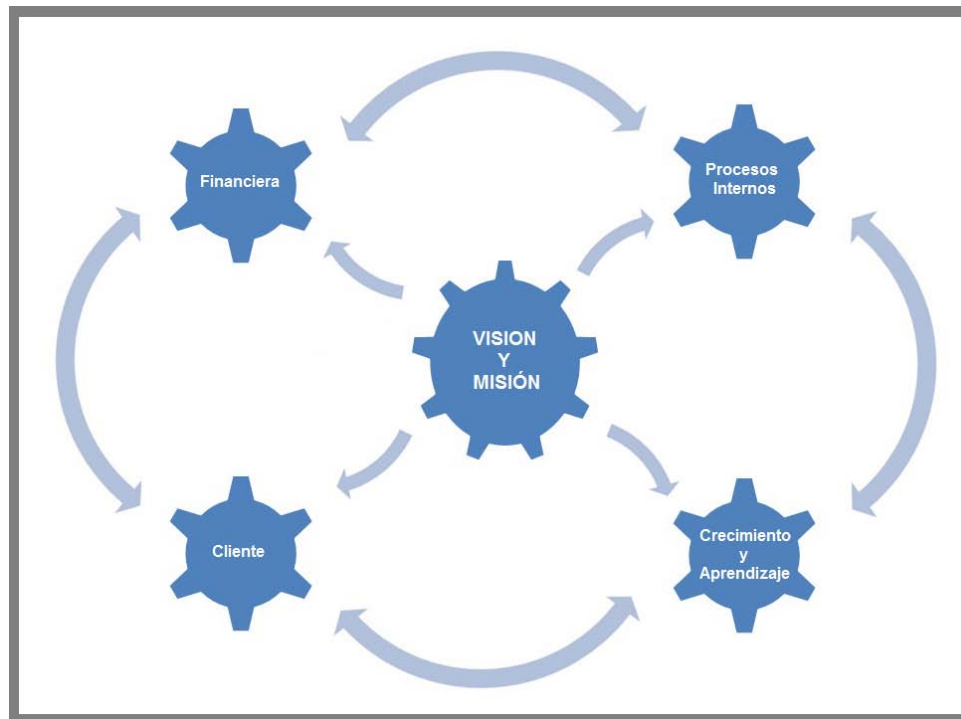 Financiera
Procesos
Internos
VISION
Y
MISIÓN
Cliente
Crecimiento
y
Aprendizaje